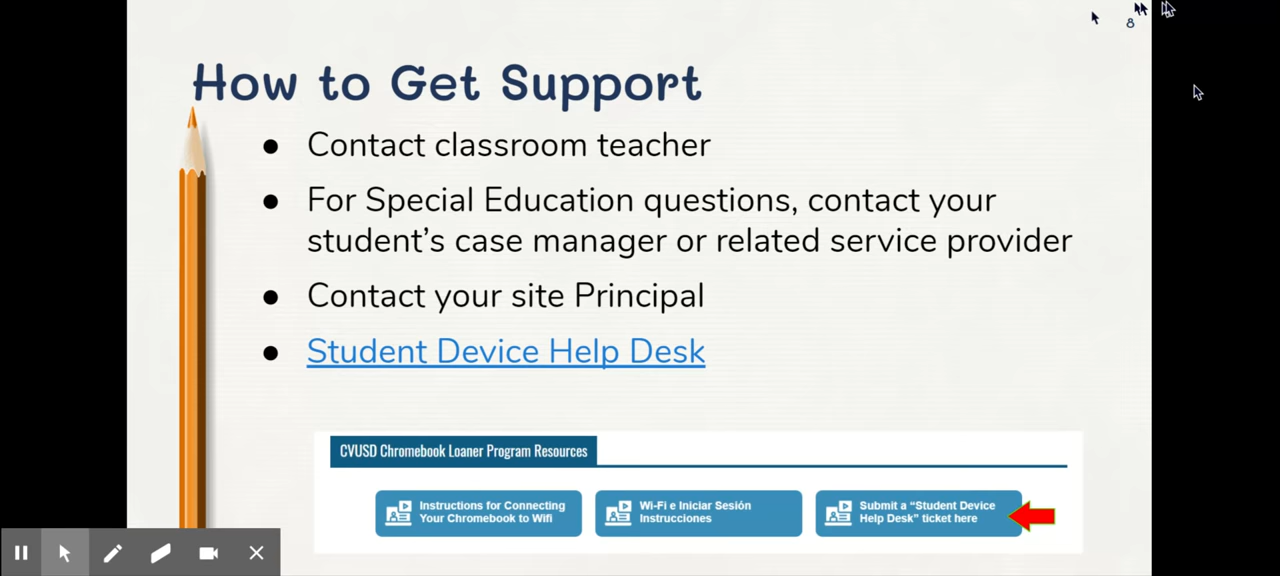 8
How to Get Support
● Contact classroom teacher
● For Special Education questions, contact your
student’s case manager or related service provider
● Contact your site Principal
● Student Device Help Desk
CVUSD Chromebook Loaner Program Resources
Instructions for Connecting
Your Chromebook to Wifi
Wi-Fi e Iniciar Sesión
Instrucciones
Submit a “Student Device
Help Desk” ticket here